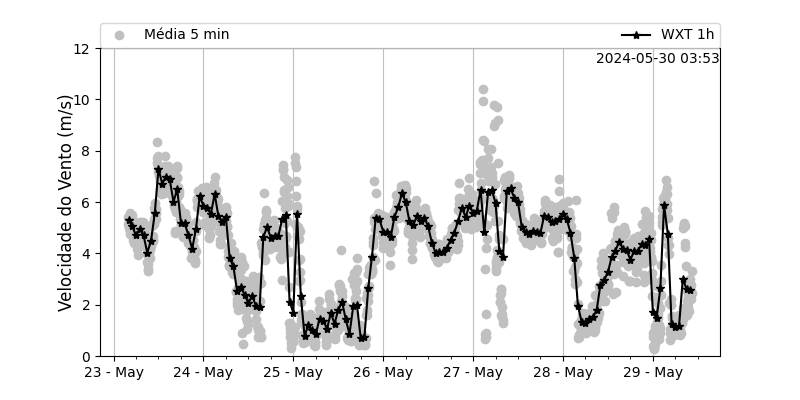 Média 5 min
WXT 1h
2024-05-30 03:53
Velocidade do Vento (m/s)
12
10
8
6
4
2
0
23 - May
24 - May
25 - May
26 - May
27 - May
28 - May
29 - May